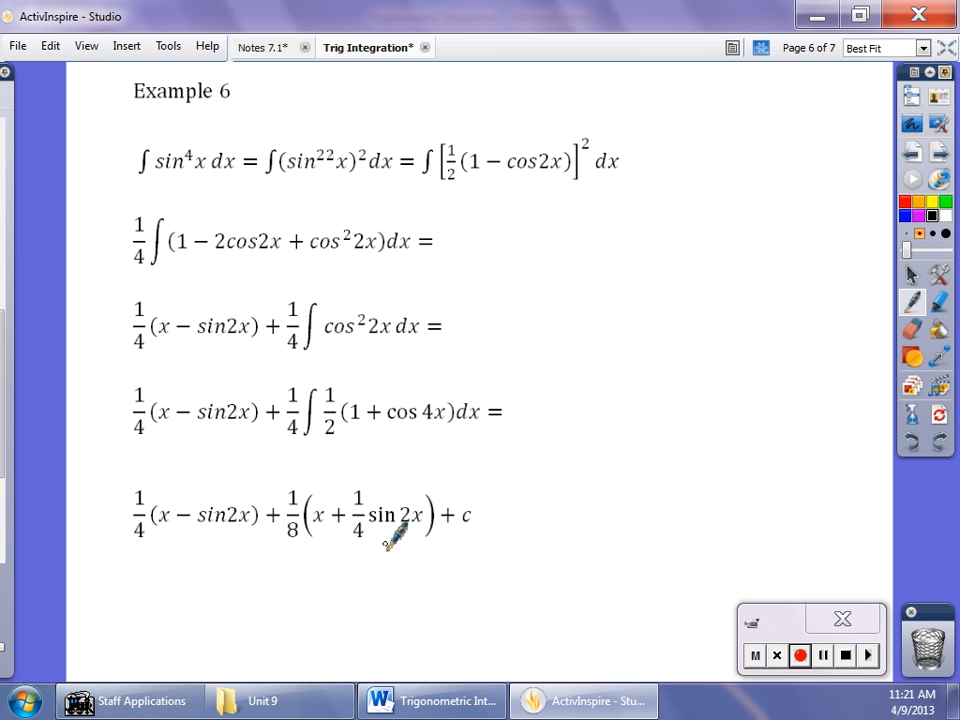 ActivInspire - Studio
File Edit View Insert Tools Help Notes 7.1* Trig Integration* Page 6 of 7 Best Fit
Example 6
∫ sin⁴x dx = ∫(sin²²x)²dx = ∫ [1/2 (1 − cos2x)]² dx
1/4 ∫ (1 − 2cos2x + cos²2x)dx =
1/4 (x − sin2x) + 1/4 ∫ cos²2x dx =
1/4 (x − sin2x) + 1/4 ∫ 1/2 (1 + cos 4x)dx =
1/4 (x − sin2x) + 1/8 (x + 1/4 sin 2x) + c
M
Staff Applications Unit 9 Trigonometric Int... ActivInspire - Stu... 11:21 AM
4/9/2013